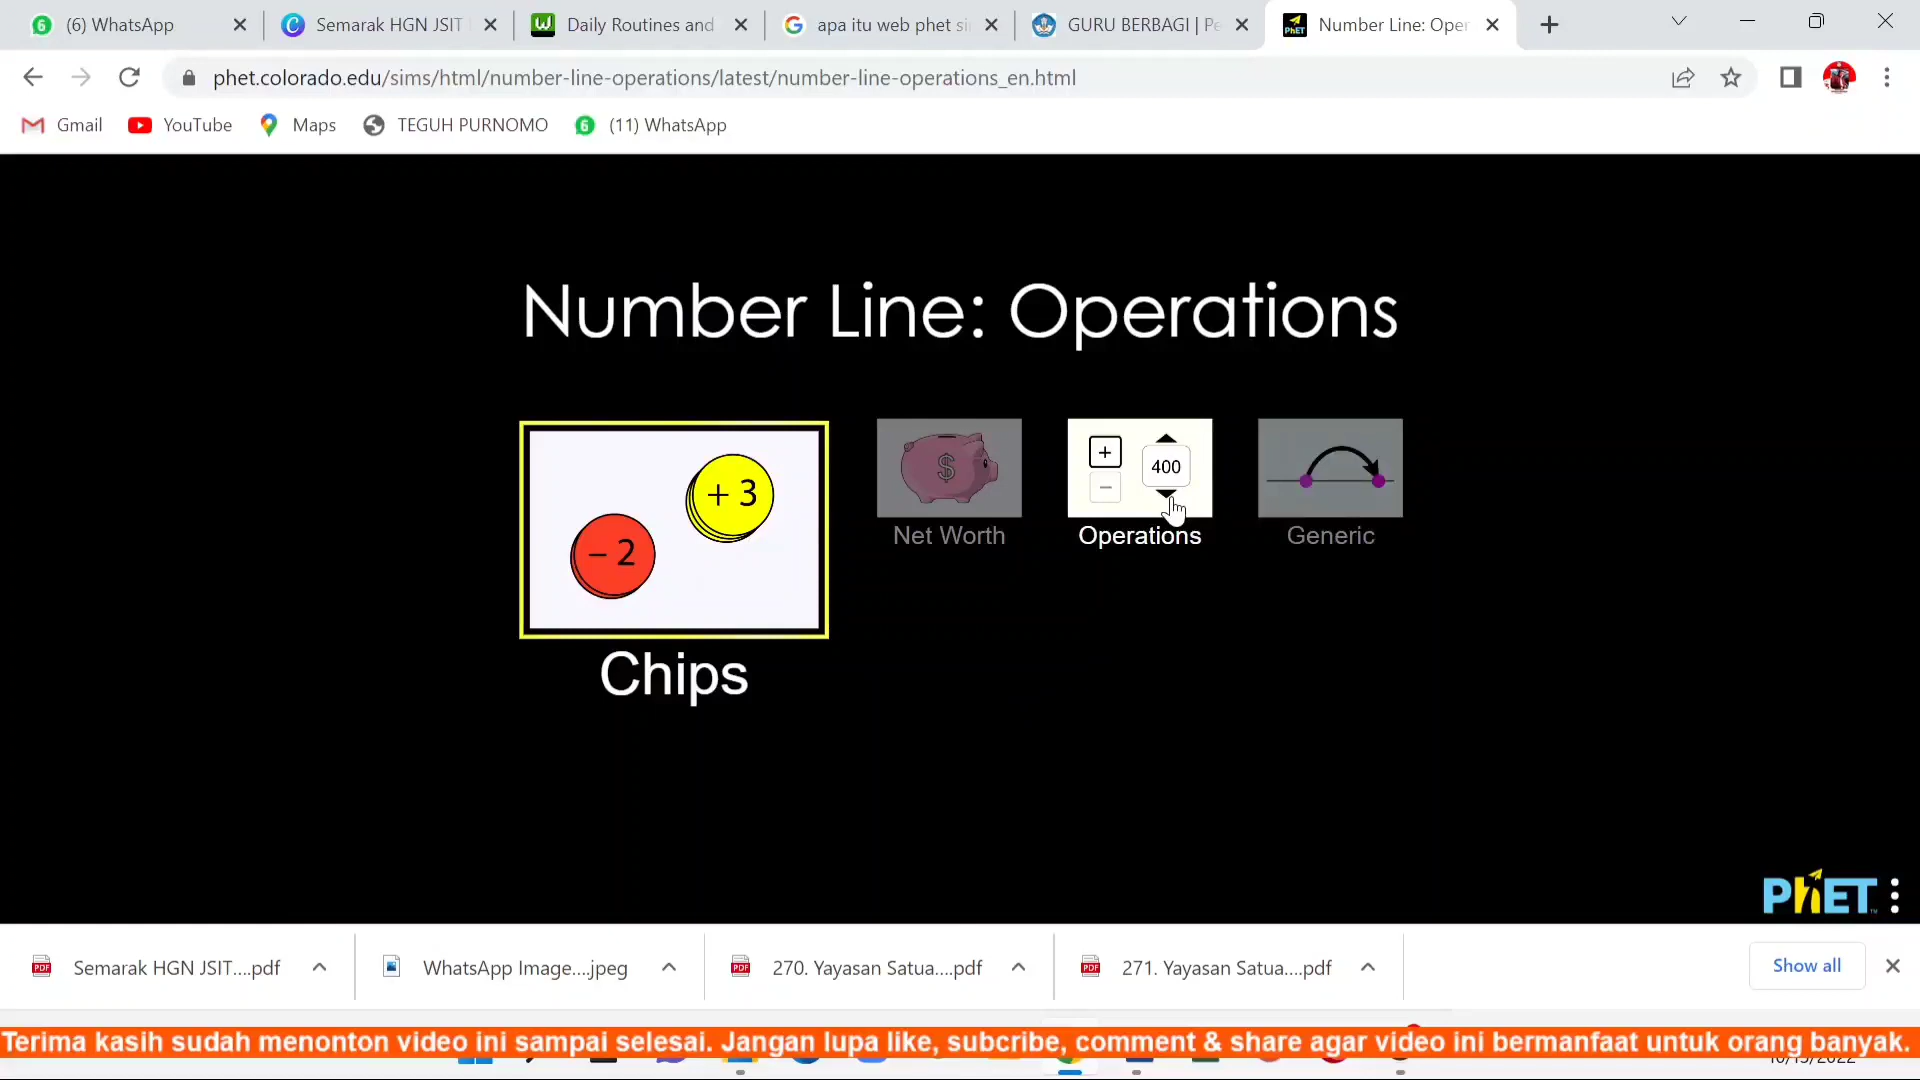 (6) WhatsApp
Semarak HGN JSIT
Daily Routines and
apa itu web phet si
GURU BERBAGI | Pe
Number Line: Oper
phet.colorado.edu/sims/html/number-line-operations/latest/number-line-operations_en.html
Gmail
YouTube
Maps
TEGUH PURNOMO
(11) WhatsApp
Number Line: Operations
+ 3
− 2
Chips
$
Net Worth
+
−
400
Operations
Generic
PhET
Semarak HGN JSIT....pdf
WhatsApp Image....jpeg
270. Yayasan Satua....pdf
271. Yayasan Satua....pdf
Show all
Terima kasih sudah menonton video ini sampai selesai. Jangan lupa like, subcribe, comment & share agar video ini bermanfaat untuk orang banyak.